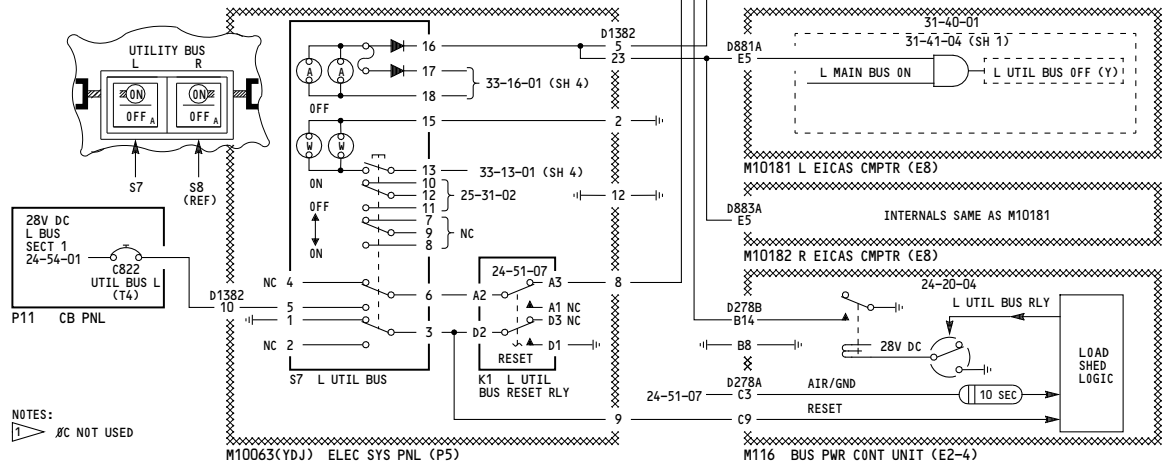 UTILITY BUS
L R
ON ON
OFF A OFF A
S7 S8
(REF)
28V DC
L BUS
SECT 1
24-54-01
C822
UTIL BUS L
(T4)
P11 CB PNL
D1382
10
NOTES:
1 ØC NOT USED
A A
OFF
W W
ON
OFF
ON
16
17
18
33-16-01 (SH 4)
15
13 33-13-01 (SH 4)
10
12
11
25-31-02
7
9
8
NC
NC 4
5
1
NC 2
6
3
S7 L UTIL BUS
24-51-07
A2 A3
A1 NC
D2 D3 NC
D1
RESET
K1 L UTIL
BUS RESET RLY
D1382
5
23
2
12
8
9
M10063(YDJ) ELEC SYS PNL (P5)
31-40-01
31-41-04 (SH 1)
D881A
E5
L MAIN BUS ON
L UTIL BUS OFF (Y)
M10181 L EICAS CMPTR (E8)
D883A
E5
INTERNALS SAME AS M10181
M10182 R EICAS CMPTR (E8)
24-20-04
D278B
B14
L UTIL BUS RLY
B8
28V DC
LOAD
SHED
LOGIC
D278A
24-51-07 C3
AIR/GND
10 SEC
C9
RESET
M116 BUS PWR CONT UNIT (E2-4)